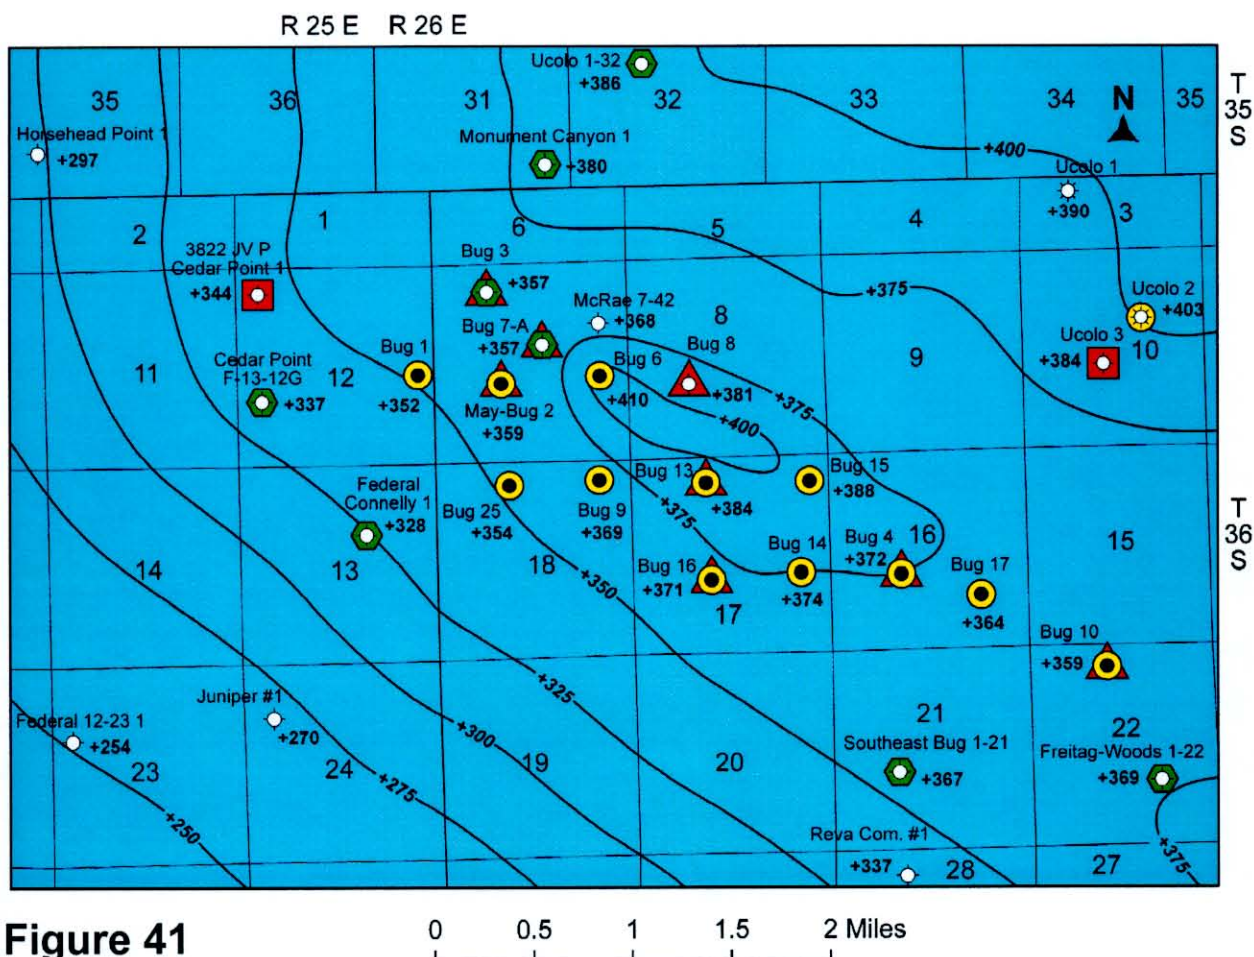 R 25 E R 26 E
Ucolo 1-32
+386
35
36
31
32
33
34
N
35
T
35
S
Horsehead Point 1
+297
Monument Canyon 1
+380
+400
Ucolo 1
+390
2
1
6
5
4
3
3822 JV P
Cedar Point 1
+344
Bug 3
+357
+375
Ucolo 2
+403
McRae 7-42
+368
8
Bug 7-A
+357
Ucolo 3
+384
10
Bug 1
+352
Bug 6
+410
Bug 8
+381
9
Cedar Point
F-13-12G
+337
11
12
May-Bug 2
+359
+375
+400
Federal
Connelly 1
+328
Bug 25
+354
Bug 9
+369
Bug 13
+384
Bug 15
+388
T
36
S
+375
14
13
18
+350
Bug 16
+371
17
Bug 14
+374
Bug 4
+372
16
Bug 17
+364
15
Bug 10
+359
Juniper #1
+270
+325
Federal 12-23 1
+254
23
24
+300
19
20
21
22
Southeast Bug 1-21
+367
Freitag-Woods 1-22
+369
+275
+250
Reva Com. #1
+337
28
27
+375
Figure 41
0 0.5 1 1.5 2 Miles